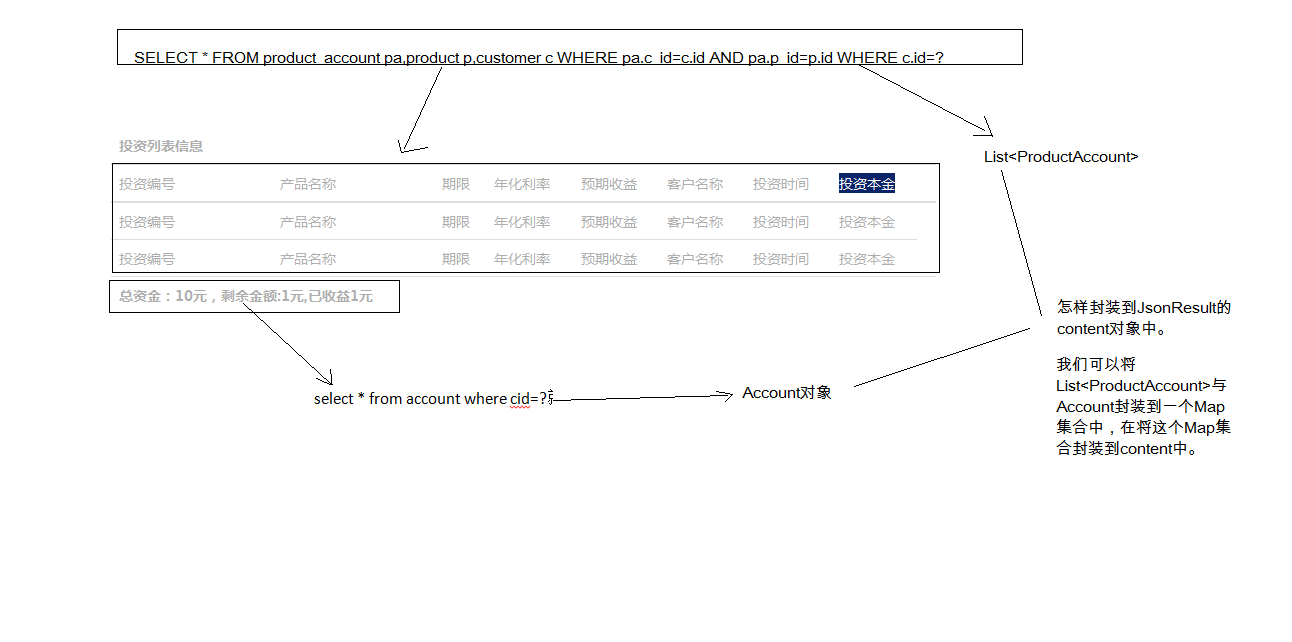 SELECT * FROM product_account pa,product p,customer c WHERE pa.c_id=c.id AND pa.p_id=p.id WHERE c.id=?
投资列表信息
List<ProductAccount>
投资编号 产品名称 期限 年化利率 预期收益 客户名称 投资时间 投资本金
投资编号 产品名称 期限 年化利率 预期收益 客户名称 投资时间 投资本金
投资编号 产品名称 期限 年化利率 预期收益 客户名称 投资时间 投资本金
总资金：10元，剩余金额:1元,已收益1元
怎样封装到JsonResult的
content对象中。
我们可以将
List<ProductAccount>与
Account封装到一个Map
集合中，在将这个Map集
合封装到content中。
select * from account where cid=?;
Account对象